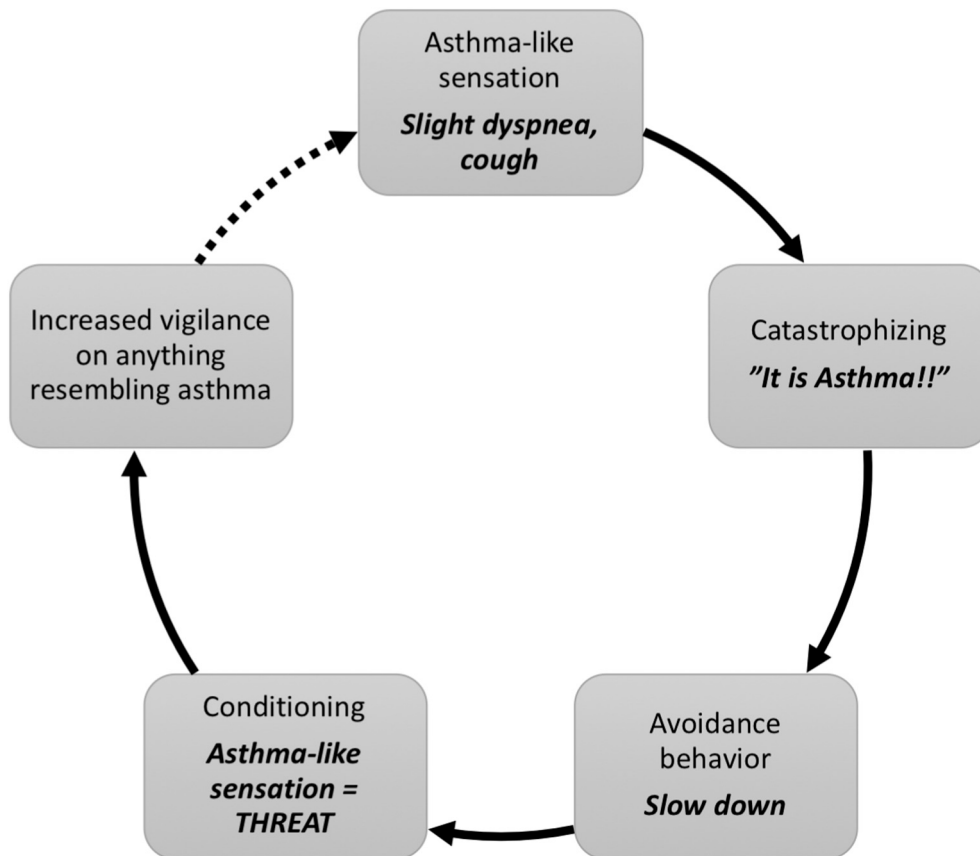 Asthma-like
sensation
Slight dyspnea,
cough
Catastrophizing
”It is Asthma!!”
Avoidance
behavior
Slow down
Conditioning
Asthma-like
sensation =
THREAT
Increased vigilance
on anything
resembling asthma